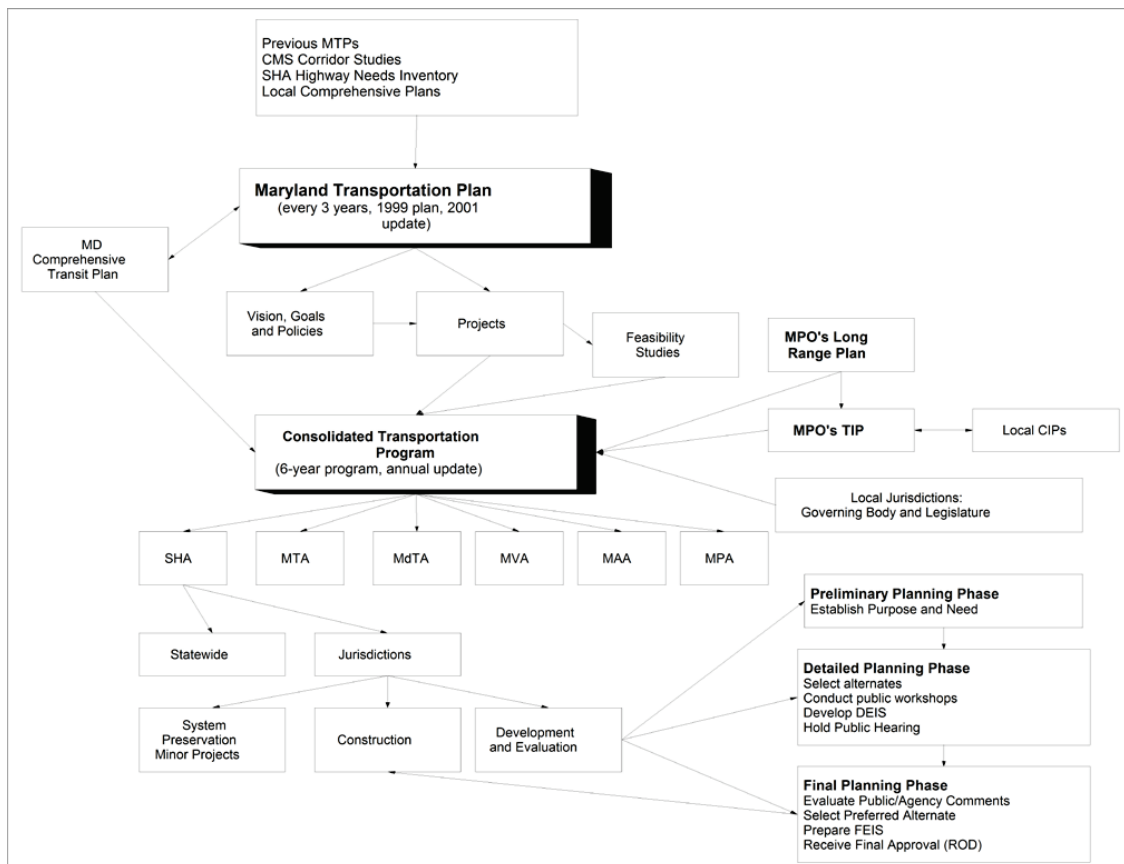 Previous MTPs
CMS Corridor Studies
SHA Highway Needs Inventory
Local Comprehensive Plans
Maryland Transportation Plan
(every 3 years, 1999 plan, 2001
update)
MD
Comprehensive
Transit Plan
Vision, Goals
and Policies
Projects
Feasibility
Studies
MPO's Long
Range Plan
MPO's TIP
Local CIPs
Consolidated Transportation
Program
(6-year program, annual update)
Local Jurisdictions:
Governing Body and Legislature
SHA
MTA
MdTA
MVA
MAA
MPA
Statewide
Jurisdictions
System
Preservation
Minor Projects
Construction
Development
and Evaluation
Preliminary Planning Phase
Establish Purpose and Need
Detailed Planning Phase
Select alternates
Conduct public workshops
Develop DEIS
Hold Public Hearing
Final Planning Phase
Evaluate Public/Agency Comments
Select Preferred Alternate
Prepare FEIS
Receive Final Approval (ROD)